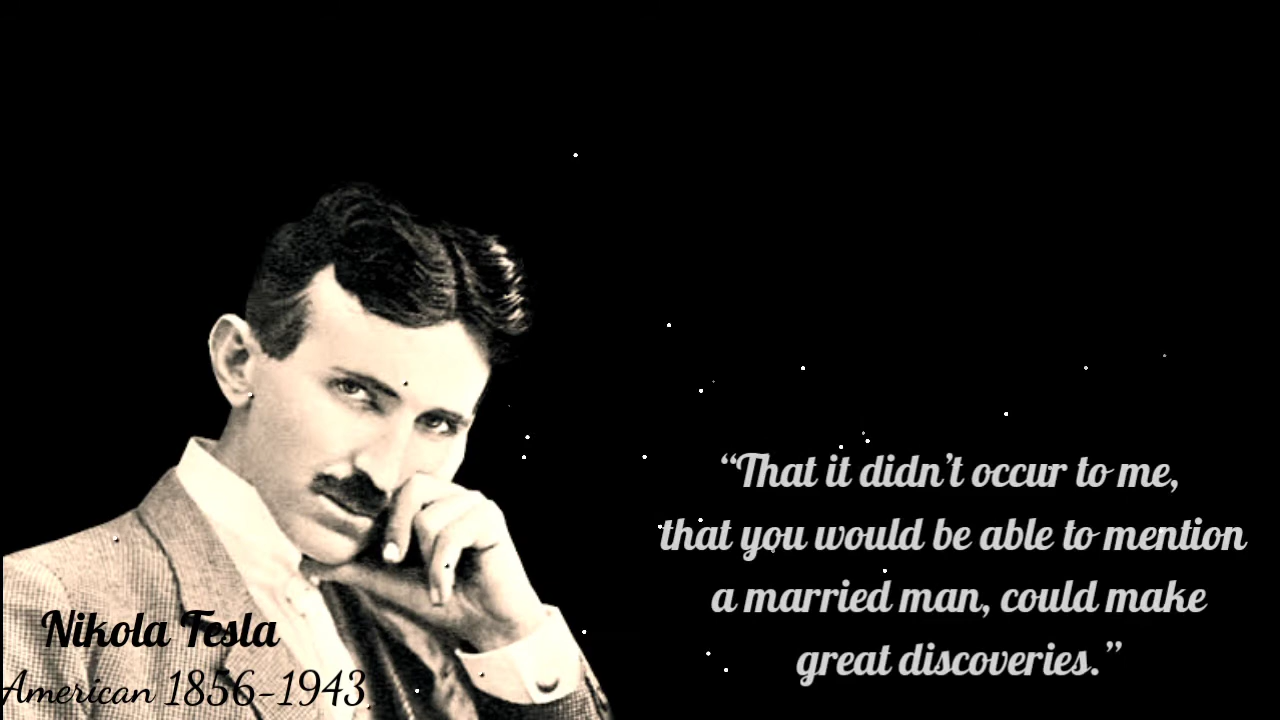 “That it didn’t occur to me,
that you would be able to mention
a married man, could make
great discoveries.”
Nikola Tesla
American 1856-1943